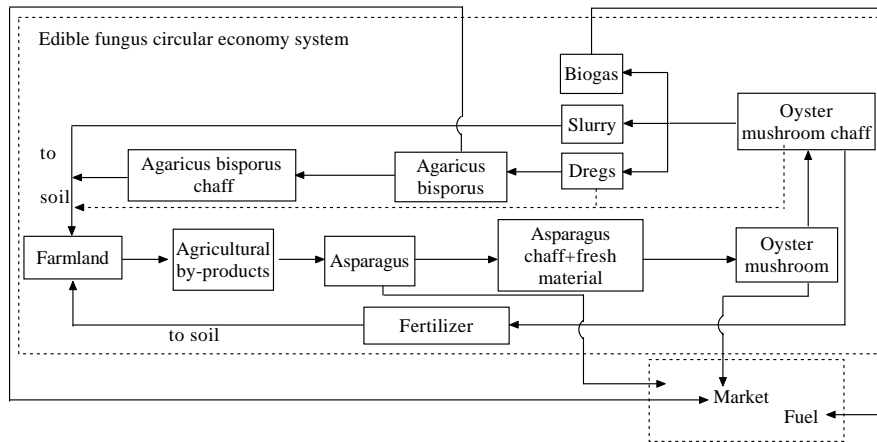 Edible fungus circular economy system
Biogas
Oyster
mushroom chaff
Slurry
to
Agaricus bisporus
chaff
Agaricus
bisporus
Dregs
soil
Farmland
Agricultural
by-products
Asparagus
Asparagus
chaff+fresh
material
Oyster
mushroom
to soil
Fertilizer
Market
Fuel